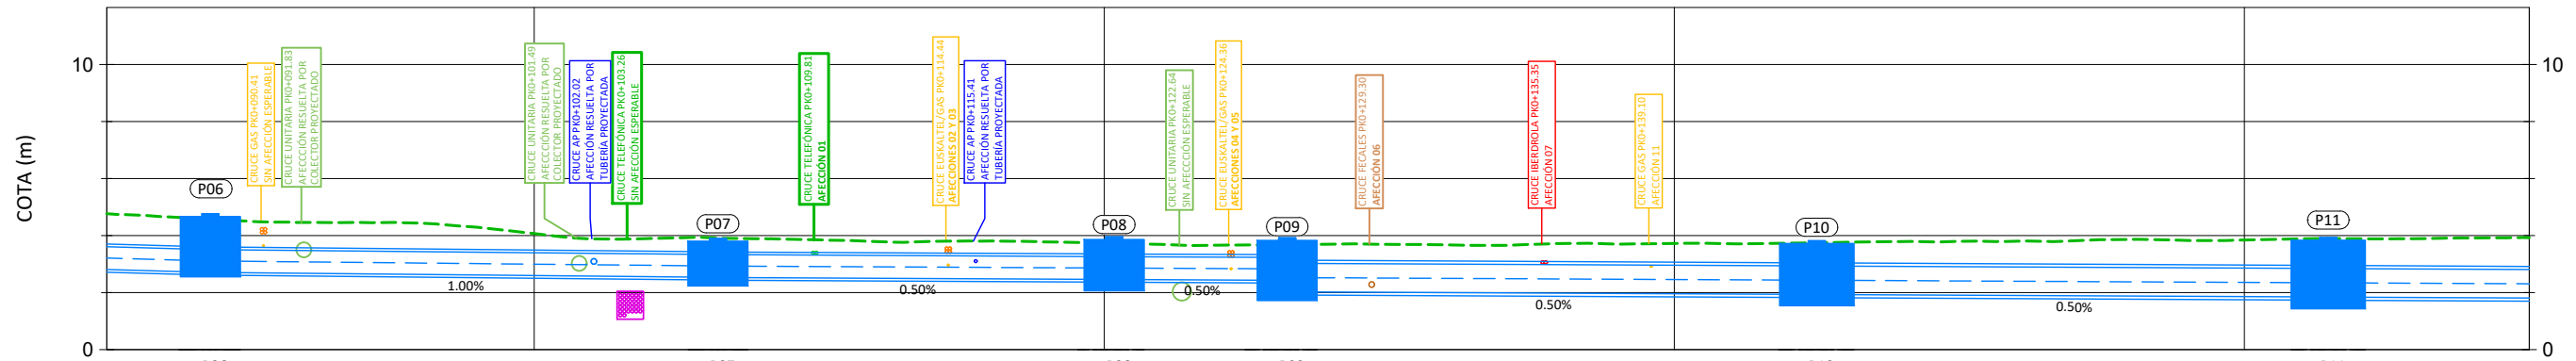 10
10
COTA (m)
0
0
CRUCE GAS PK0+090.41
SIN AFECCIÓN ESPERABLE
CRUCE UNITARIA PK0+091.83
AFECCCIÓN RESUELTA POR
COLECTOR PROYECTADO
CRUCE UNITARIA PK0+101.49
AFECCCIÓN RESUELTA POR
COLECTOR PROYECTADO
CRUCE AP PK0+102.02
AFECCIÓN RESUELTA POR
TUBERÍA PROYECTADA
CRUCE TELEFÓNICA PK0+103.26
SIN AFECCIÓN ESPERABLE
CRUCE TELEFÓNICA PK0+109.81
AFECCIÓN 01
CRUCE EUSKALTEL/GAS PK0+114.44
AFECCIONES 02 Y 03
CRUCE AP PK0+115.41
AFECCIÓN RESUELTA POR
TUBERÍA PROYECTADA
CRUCE UNITARIA PK0+122.64
SIN AFECCIÓN ESPERABLE
CRUCE EUSKALTEL/GAS PK0+124.36
AFECCIONES 04 Y 05
CRUCE FECALES PK0+129.30
AFECCIÓN 06
CRUCE IBERDROLA PK0+135.35
AFECCIÓN 07
CRUCE GAS PK0+139.10
AFECCIÓN 11
P06
P07
P08
P09
P10
P11
1.00%
0.50%
0.50%
0.50%
0.50%